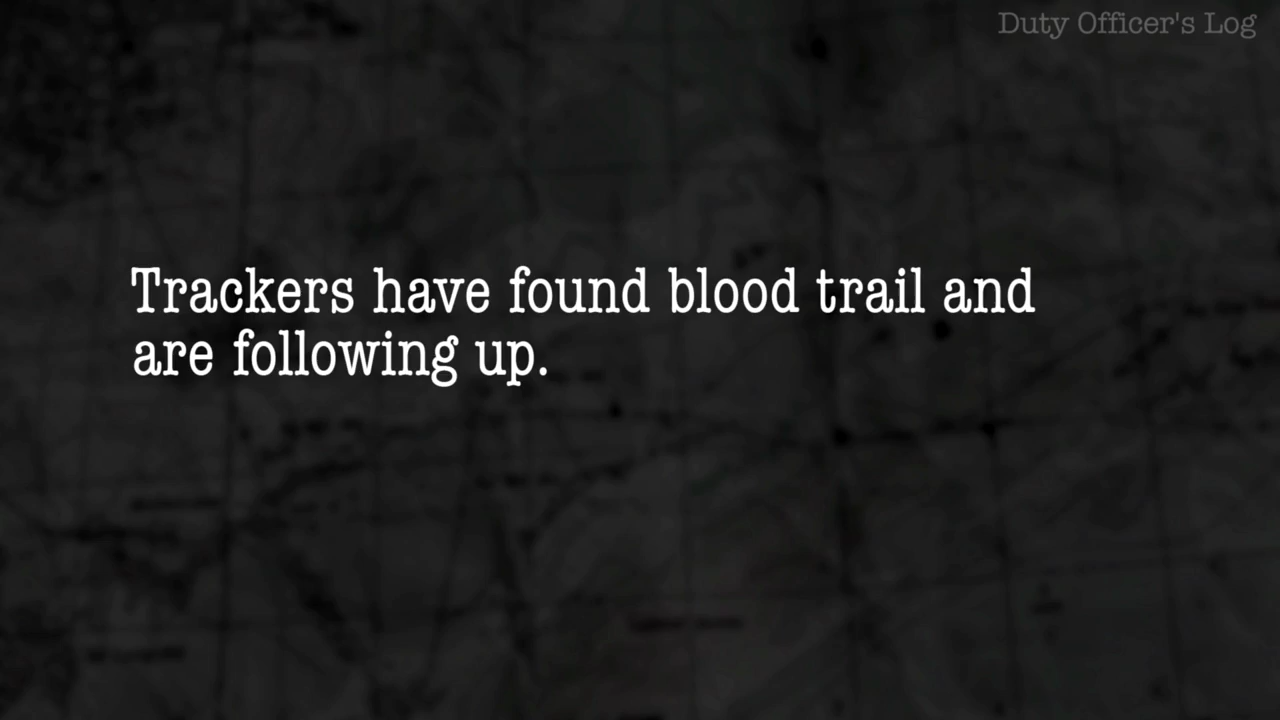 Duty Officer's Log
Trackers have found blood trail and
are following up.